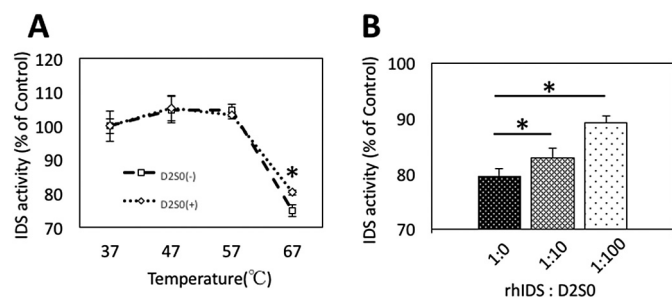 A
IDS activity (% of Control)
120
110
100
90
80
70
D2S0(-)
D2S0(+)
*
37 47 57 67
Temperature(℃)
B
IDS activity (% of Control)
100
90
80
70
*
*
1:0 1:10 1:100
rhIDS : D2S0